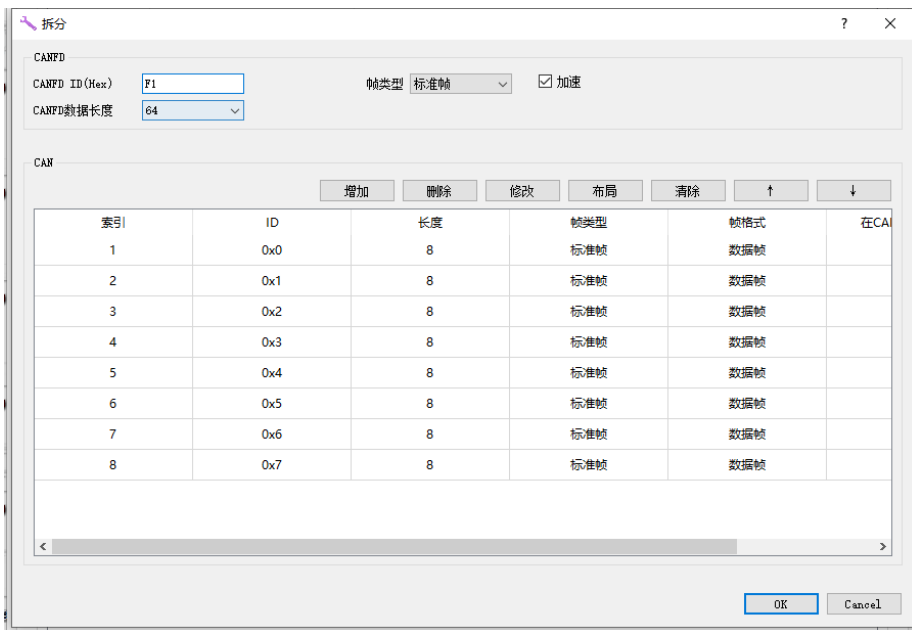 拆分
?
CANFD
CANFD ID(Hex) F1 帧类型 标准帧 加速
CANFD数据长度 64
CAN
增加 删除 修改 布局 清除 ↑ ↓
索引 ID 长度 帧类型 帧格式 在CAN
1 0x0 8 标准帧 数据帧
2 0x1 8 标准帧 数据帧
3 0x2 8 标准帧 数据帧
4 0x3 8 标准帧 数据帧
5 0x4 8 标准帧 数据帧
6 0x5 8 标准帧 数据帧
7 0x6 8 标准帧 数据帧
8 0x7 8 标准帧 数据帧
OK Cancel